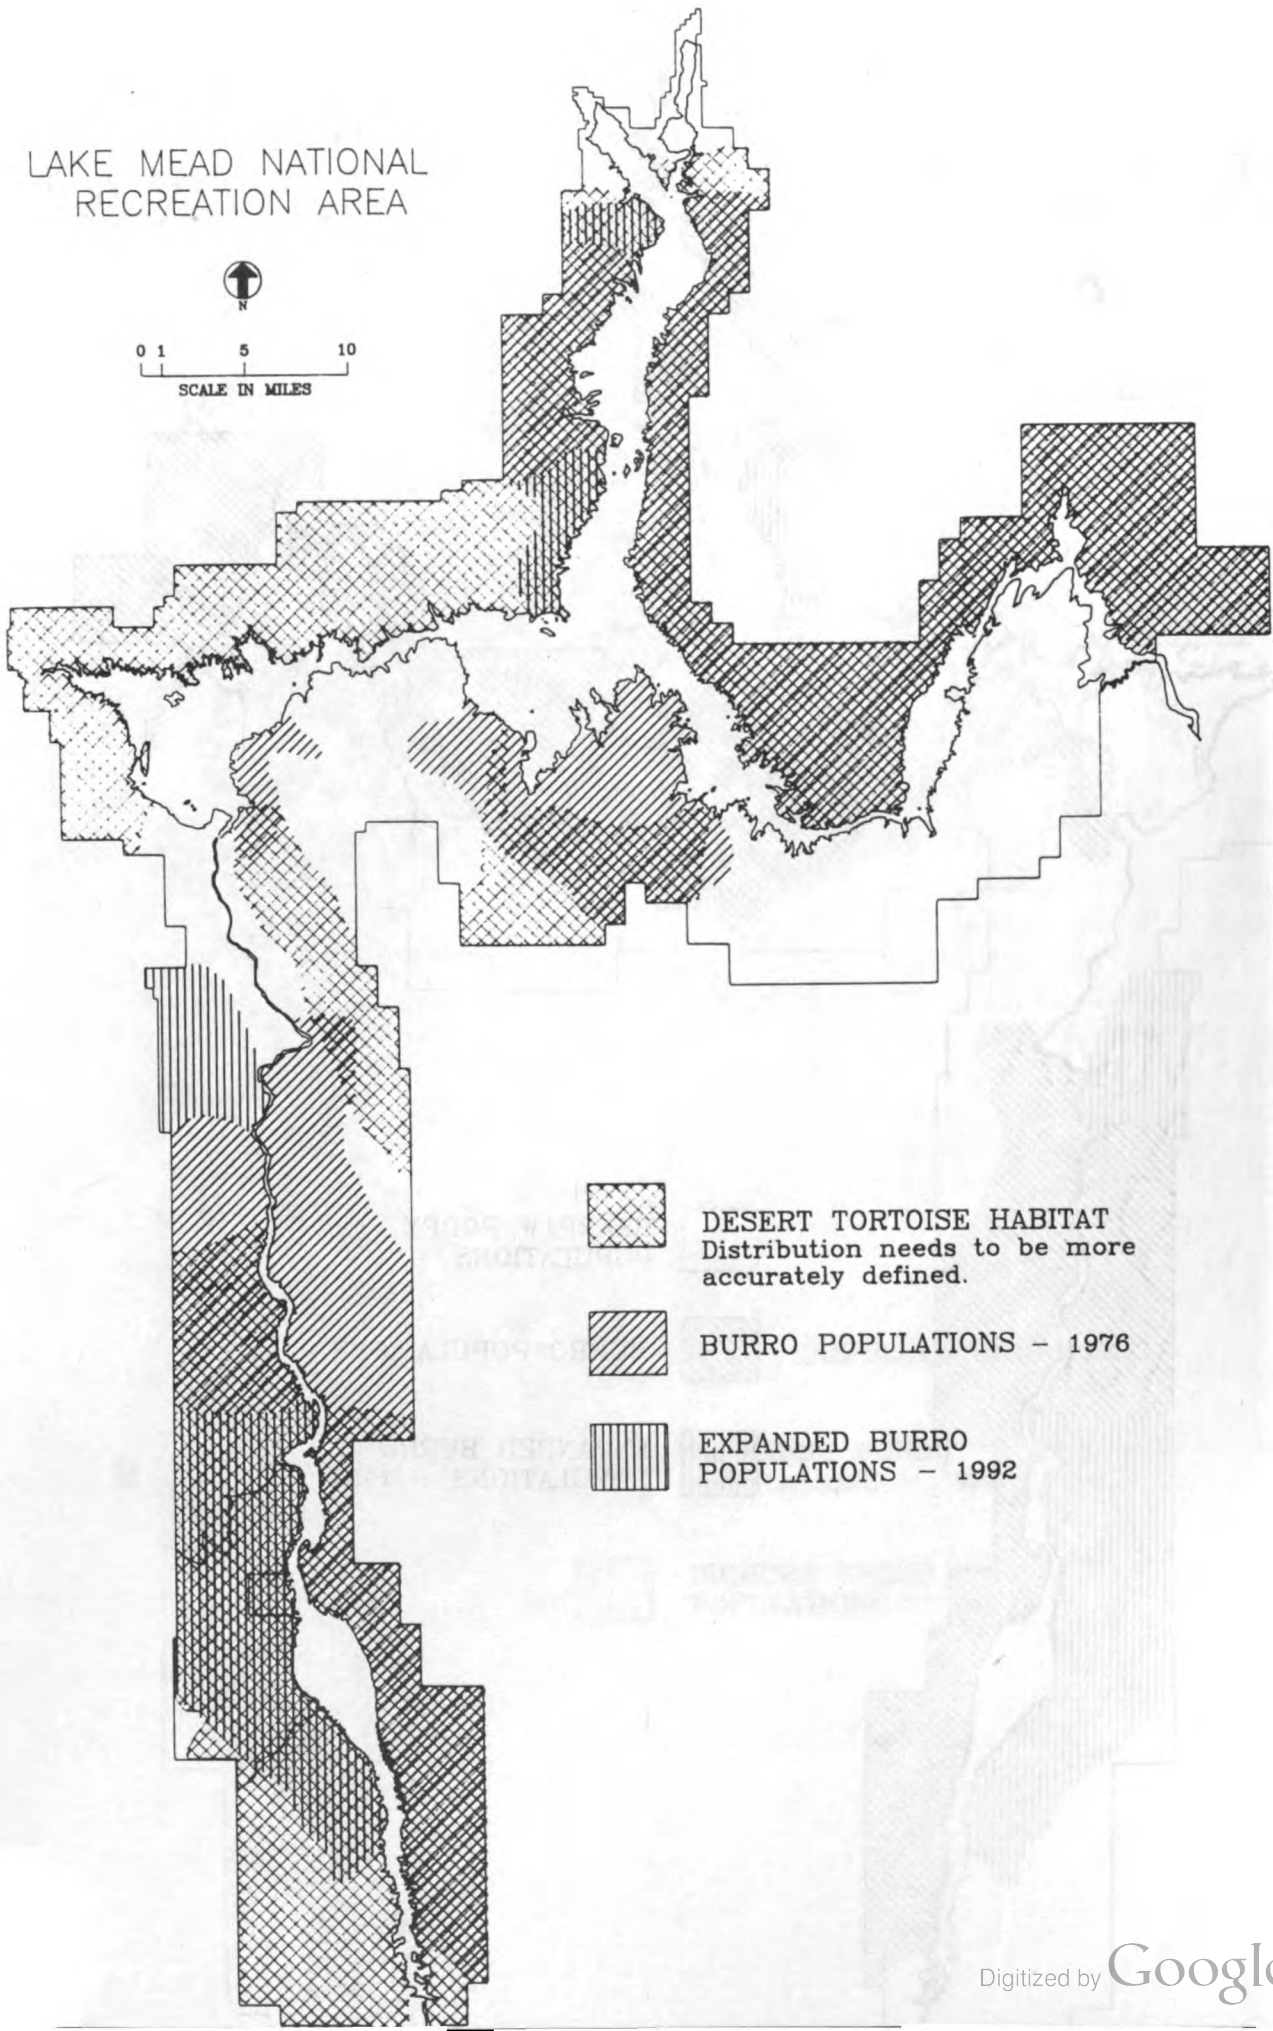 LAKE MEAD NATIONAL
RECREATION AREA
N
0 1 5 10
SCALE IN MILES
DESERT TORTOISE HABITAT
Distribution needs to be more
accurately defined.
BURRO POPULATIONS – 1976
EXPANDED BURRO
POPULATIONS – 1992
Digitized by Google